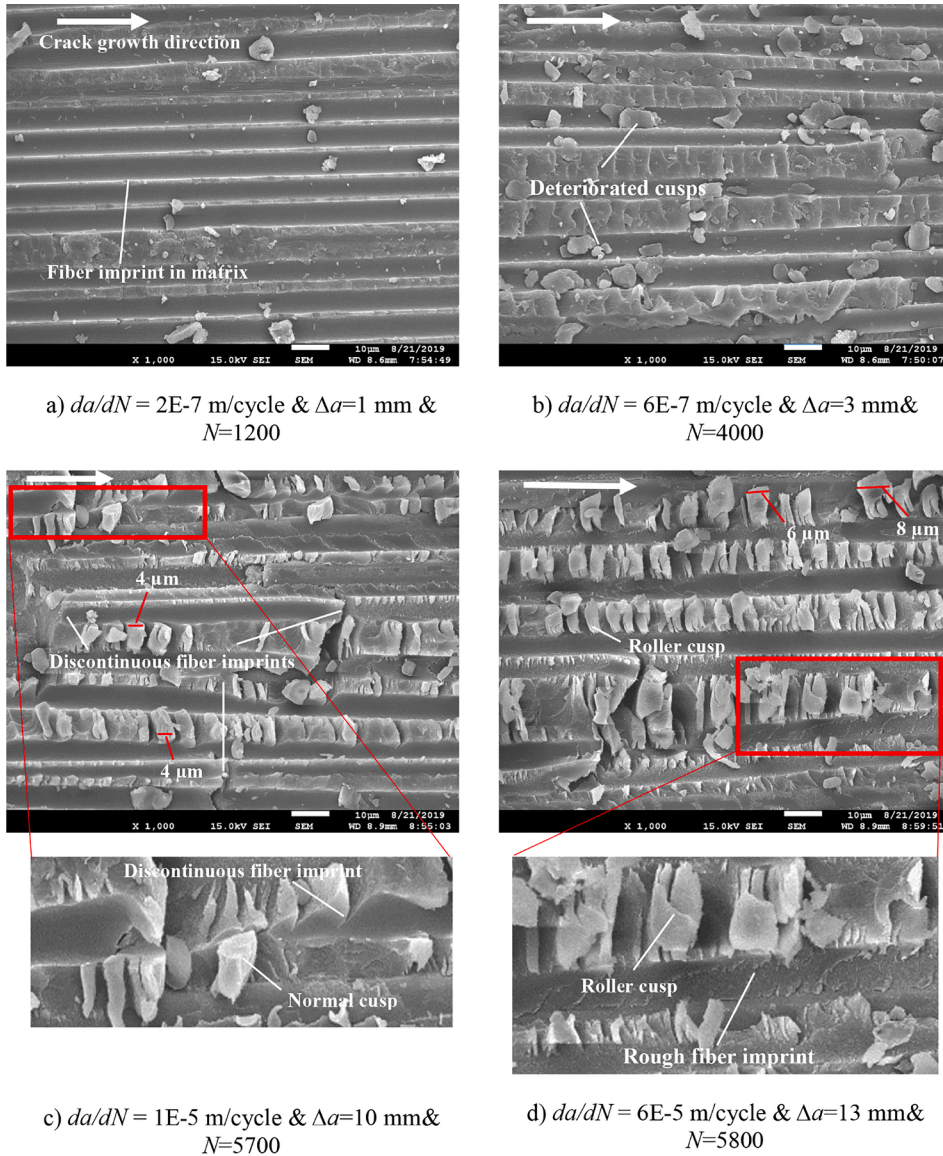 Crack growth direction
Fiber imprint in matrix
10µm 8/21/2019
X 1,000 15.0kV SEI SEM WD 8.6mm 7:54:49
a) da/dN = 2E-7 m/cycle & Δa=1 mm &
N=1200
Deteriorated cusps
10µm 8/21/2019
X 1,000 15.0kV SEI SEM WD 8.6mm 7:50:07
b) da/dN = 6E-7 m/cycle & Δa=3 mm&
N=4000
4 µm
Discontinuous fiber imprints
4 µm
10µm 8/21/2019
X 1,000 15.0kV SEI SEM WD 8.9mm 8:55:03
Discontinuous fiber imprint
Normal cusp
c) da/dN = 1E-5 m/cycle & Δa=10 mm&
N=5700
6 µm
8 µm
Roller cusp
10µm 8/21/2019
X 1,000 15.0kV SEI SEM WD 8.9mm 8:59:51
Roller cusp
Rough fiber imprint
d) da/dN = 6E-5 m/cycle & Δa=13 mm&
N=5800